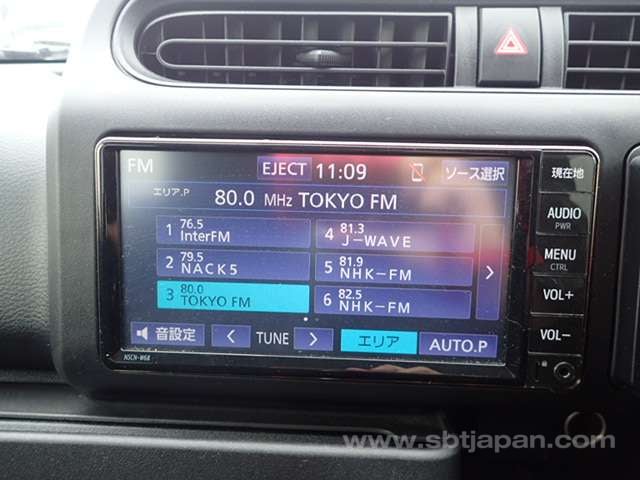 FM EJECT 11:09 ソース選択
エリア.P 80.0 MHz TOKYO FM
1 76.5 InterFM
2 79.5 NACK5
3 80.0 TOKYO FM
4 81.3 J-WAVE
5 81.9 NHK-FM
6 82.5 NHK-FM
音設定 < TUNE > エリア AUTO.P
NSCN-W68
現在地
AUDIO
PWR
MENU
CTRL
VOL+
VOL-
www.sbtjapan.com